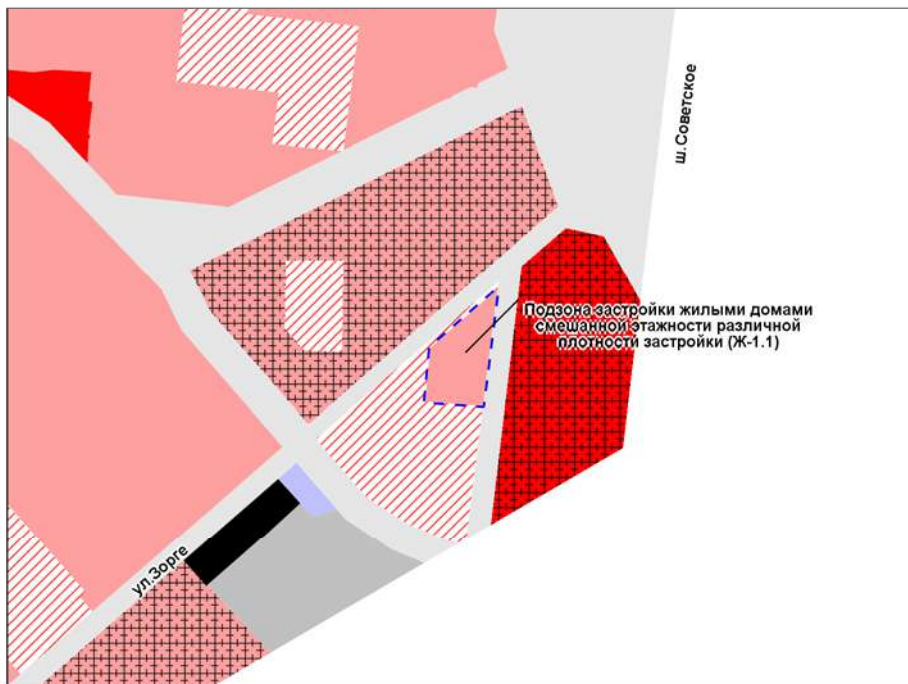 ш. Советское
Подзона застройки жилыми домами
смешанной этажности различной
плотности застройки (Ж-1.1)
ул.Зорге